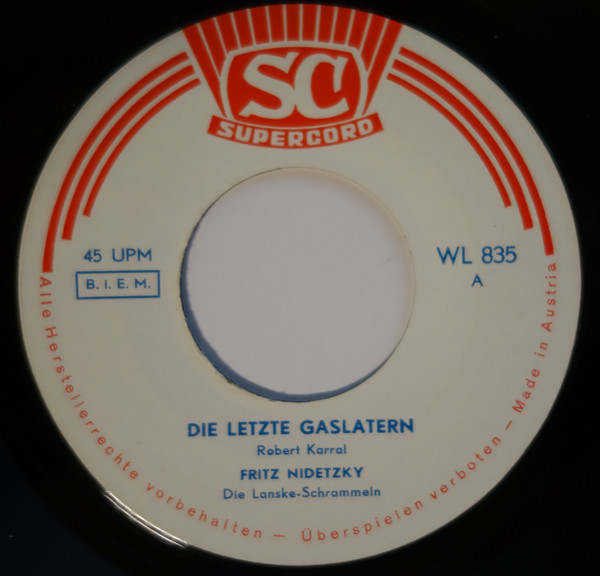 SC
SUPERCORD
45 UPM
B. I. E. M.
WL 835
A
DIE LETZTE GASLATERN
Robert Karral
FRITZ NIDETZKY
Die Lanske-Schrammeln
Alle Herstellerrechte vorbehalten — Überspielen verboten — Made in Austria